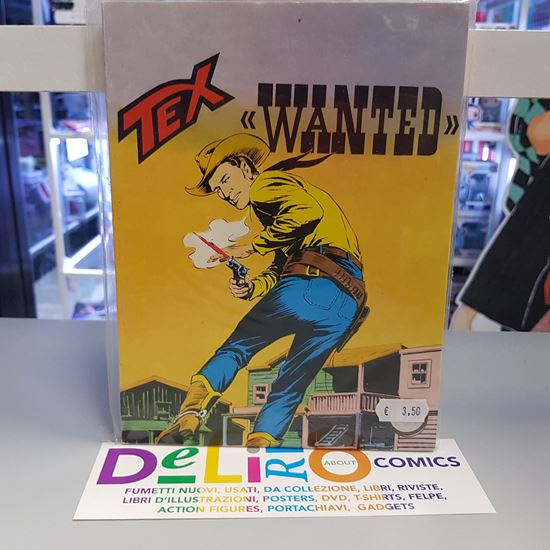 TEX
«WANTED»
€ 3,50
DeLiRiO ABOUT COMICS
FUMETTI NUOVI, USATI, DA COLLEZIONE, LIBRI, RIVISTE,
LIBRI D'ILLUSTRAZIONI, POSTERS, DVD, T-SHIRTS, FELPE,
ACTION FIGURES, PORTACHIAVI, GADGETS